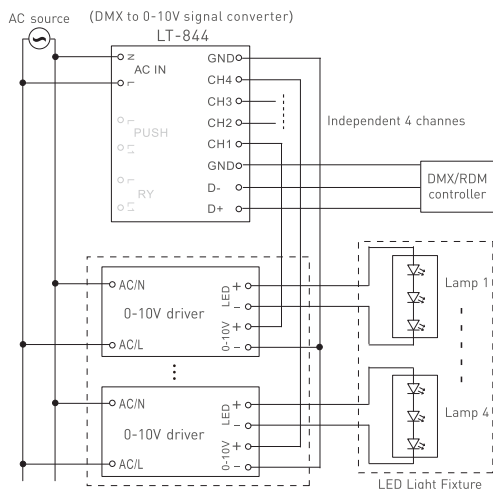 AC source
(DMX to 0-10V signal converter)
LT-844
N
AC IN
L
GND
CH4
CH3
CH2
CH1
GND
D-
D+
L
PUSH
L1
L
RY
L1
Independent 4 channes
DMX/RDM
controller
AC/N
0-10V driver
AC/L
LED
+
−
0-10V
+
−
AC/N
0-10V driver
AC/L
LED
+
−
0-10V
+
−
Lamp 1
Lamp 4
LED Light Fixture